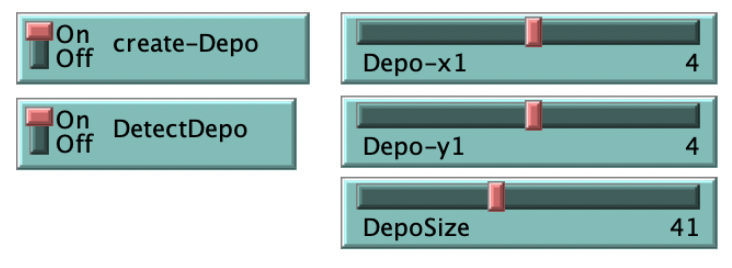 On
Off
create-Depo
On
Off
DetectDepo
Depo-x1 4
Depo-y1 4
DepoSize 41